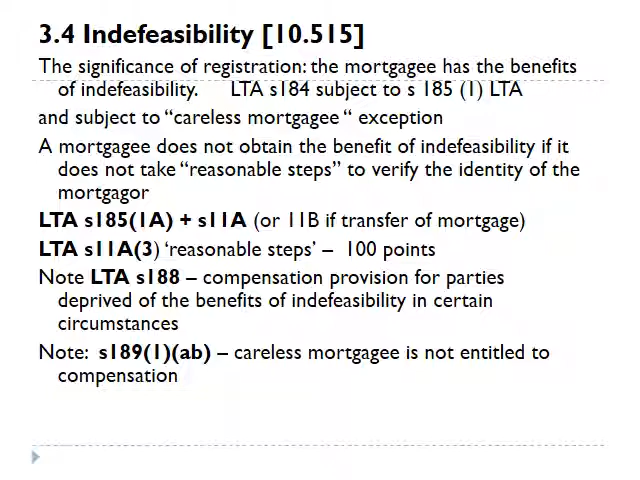 3.4 Indefeasibility [10.515]
The significance of registration: the mortgagee has the benefits
of indefeasibility. LTA s184 subject to s 185 (1) LTA
and subject to “careless mortgagee “ exception
A mortgagee does not obtain the benefit of indefeasibility if it
does not take “reasonable steps” to verify the identity of the
mortgagor
LTA s185(1A) + s11A (or 11B if transfer of mortgage)
LTA s11A(3) ‘reasonable steps’ – 100 points
Note LTA s188 – compensation provision for parties
deprived of the benefits of indefeasibility in certain
circumstances
Note: s189(1)(ab) – careless mortgagee is not entitled to
compensation